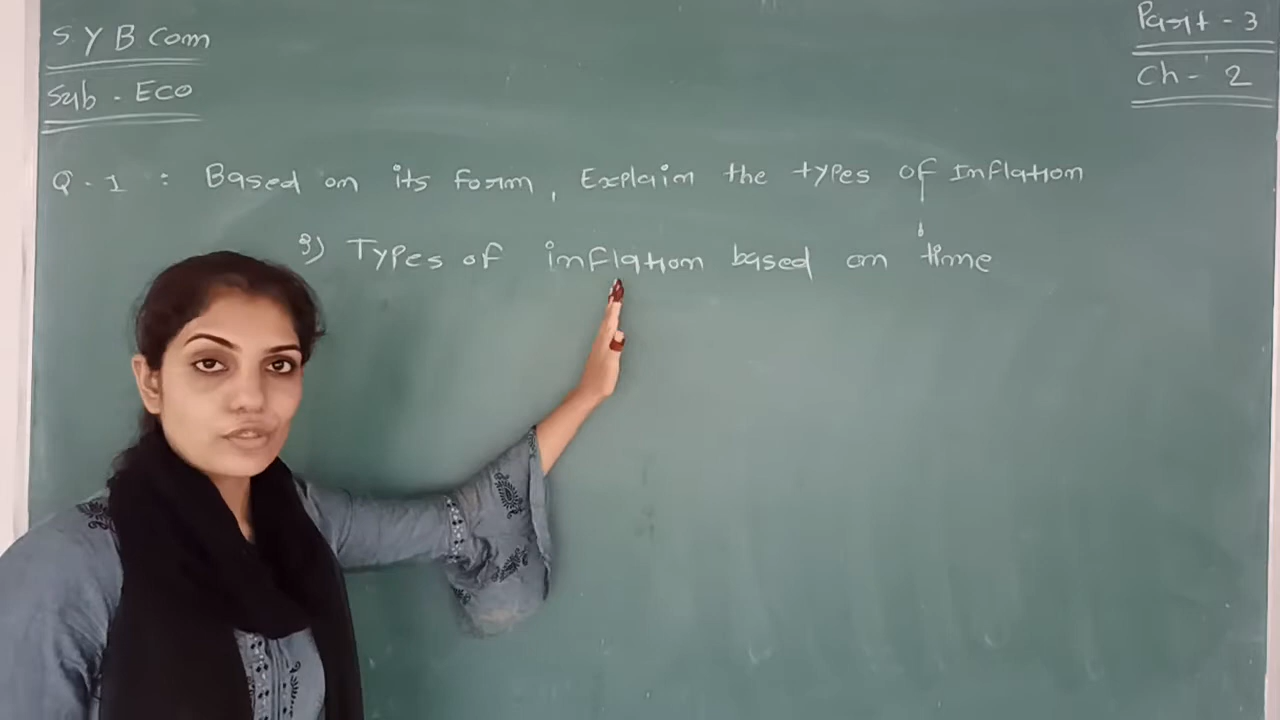 S Y B Com
Sub - Eco
Part - 3
Ch - 2
Q - 1 : Based on its form, Explain the types of Inflation
3) Types of inflation based on time